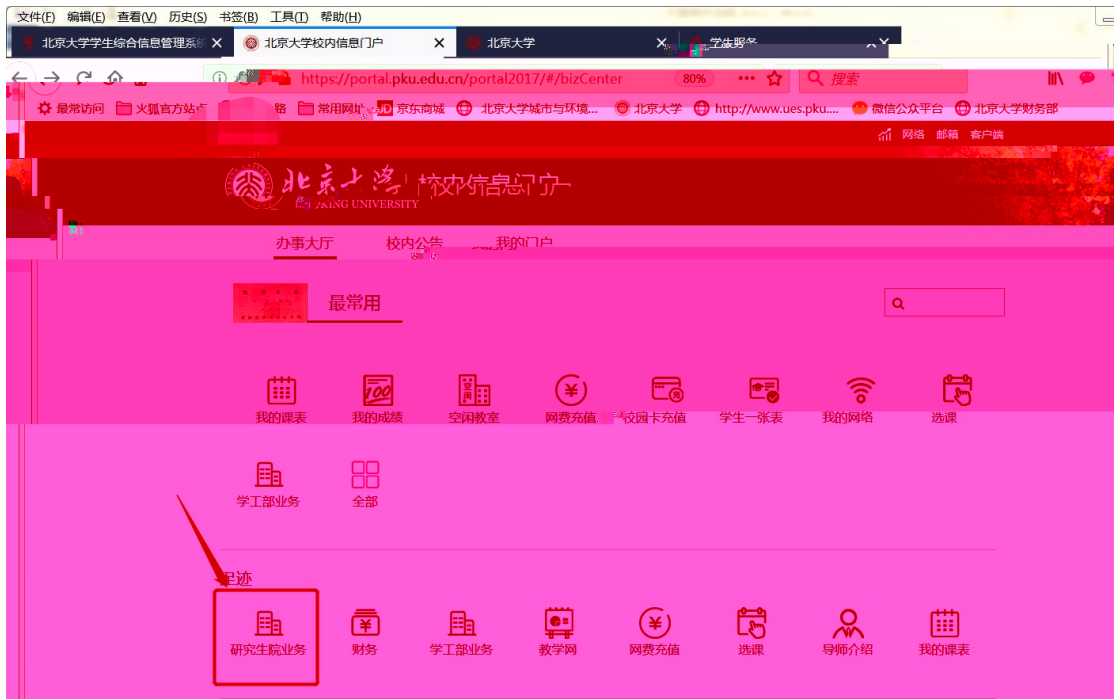 文件(F) 编辑(E) 查看(V) 历史(S) 书签(B) 工具(T) 帮助(H)
北京大学学生综合信息管理系统 北京大学校内信息门户 北京大学 学生服务
https://portal.pku.edu.cn/portal2017/#/bizCenter 80% 搜索
最常访问 火狐官方站点 常用网址 JD 京东商城 北京大学城市与环境... 北京大学 http://www.ues.pku.... 微信公众平台 北京大学财务部
网络 邮箱 客户端
北京大学 校内信息门户
PEKING UNIVERSITY
办事大厅 校内公告 我的门户
最常用
我的课表 我的成绩 空闲教室 网费充值 校园卡充值 学生一张表 我的网络 选课
学工部业务 全部
足迹
研究生院业务 财务 学工部业务 教学网 网费充值 选课 导师介绍 我的课表